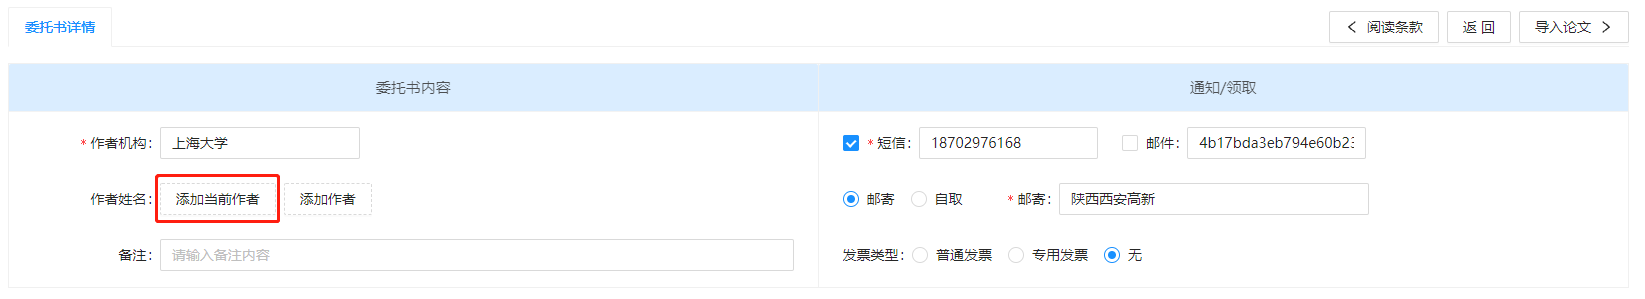 委托书详情 阅读条款 返 回 导入论文
委托书内容 通知/领取
* 作者机构: 上海大学 * 短信: 18702976168 邮件: 4b17bda3eb794e60b23
作者姓名: 添加当前作者 添加作者 邮寄 自取 * 邮寄: 陕西西安高新
备注: 请输入备注内容 发票类型: 普通发票 专用发票 无